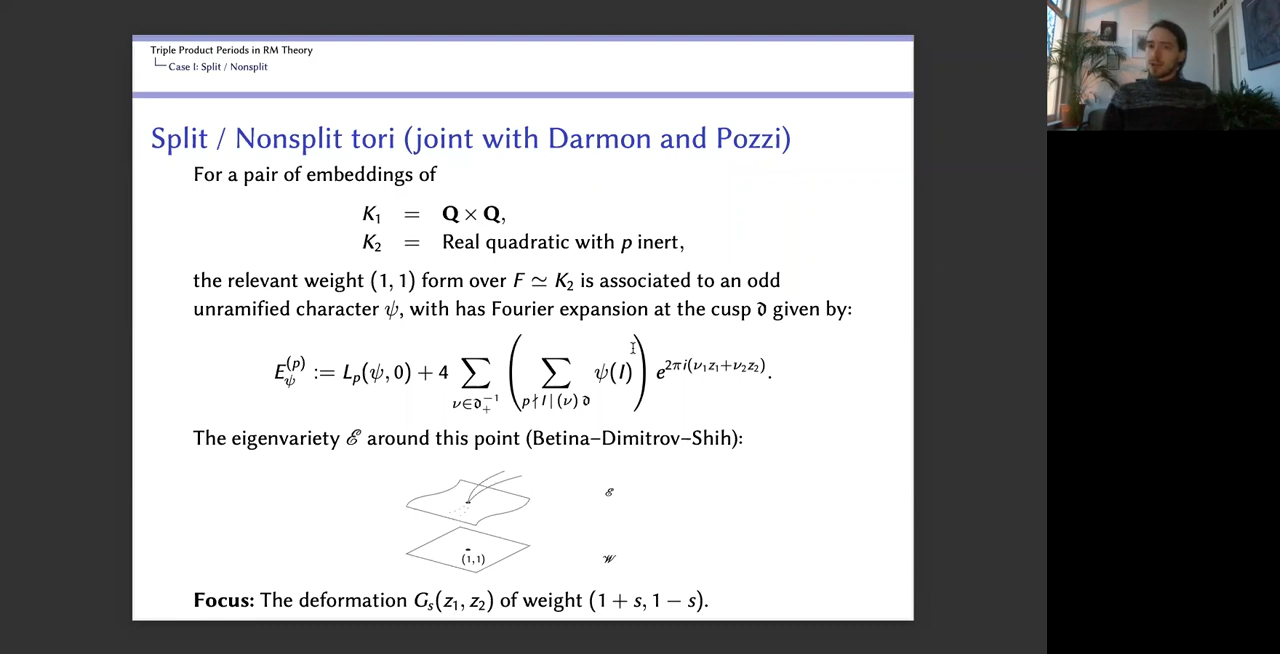 Triple Product Periods in RM Theory
Case I: Split / Nonsplit
Split / Nonsplit tori (joint with Darmon and Pozzi)
For a pair of embeddings of
K₁ = Q × Q,
K₂ = Real quadratic with p inert,
the relevant weight (1, 1) form over F ≃ K₂ is associated to an odd
unramified character ψ, with has Fourier expansion at the cusp 𝔡 given by:
E_ψ^{(p)} := L_p(ψ, 0) + 4 ∑_{ν∈𝔡₊⁻¹} ( ∑_{p∤I|(ν)𝔡} ψ(I) ) e^{2πi(ν₁z₁+ν₂z₂)}.
The eigenvariety ℰ around this point (Betina–Dimitrov–Shih):
ℰ
(1, 1) 𝒲
Focus: The deformation G_s(z₁, z₂) of weight (1 + s, 1 − s).